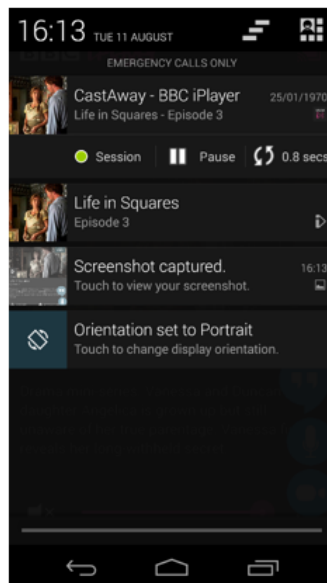 16:13 TUE 11 AUGUST
EMERGENCY CALLS ONLY
CastAway - BBC iPlayer 25/01/1970
Life in Squares - Episode 3
Session Pause 0.8 secs
Life in Squares
Episode 3
Screenshot captured. 16:13
Touch to view your screenshot.
Orientation set to Portrait
Touch to change display orientation.